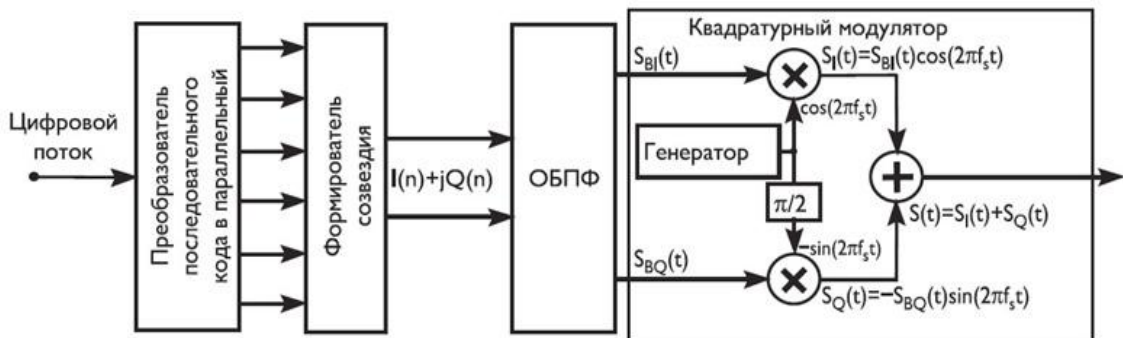 Цифровой
поток
Преобразователь
последовательного
кода в параллельный
Формирователь
созвездия
I(n)+jQ(n)
ОБПФ
S_BI(t)
S_BQ(t)
Квадратурный модулятор
S_I(t)=S_BI(t)cos(2πf_st)
cos(2πf_st)
Генератор
π/2
S(t)=S_I(t)+S_Q(t)
−sin(2πf_st)
S_Q(t)=−S_BQ(t)sin(2πf_st)